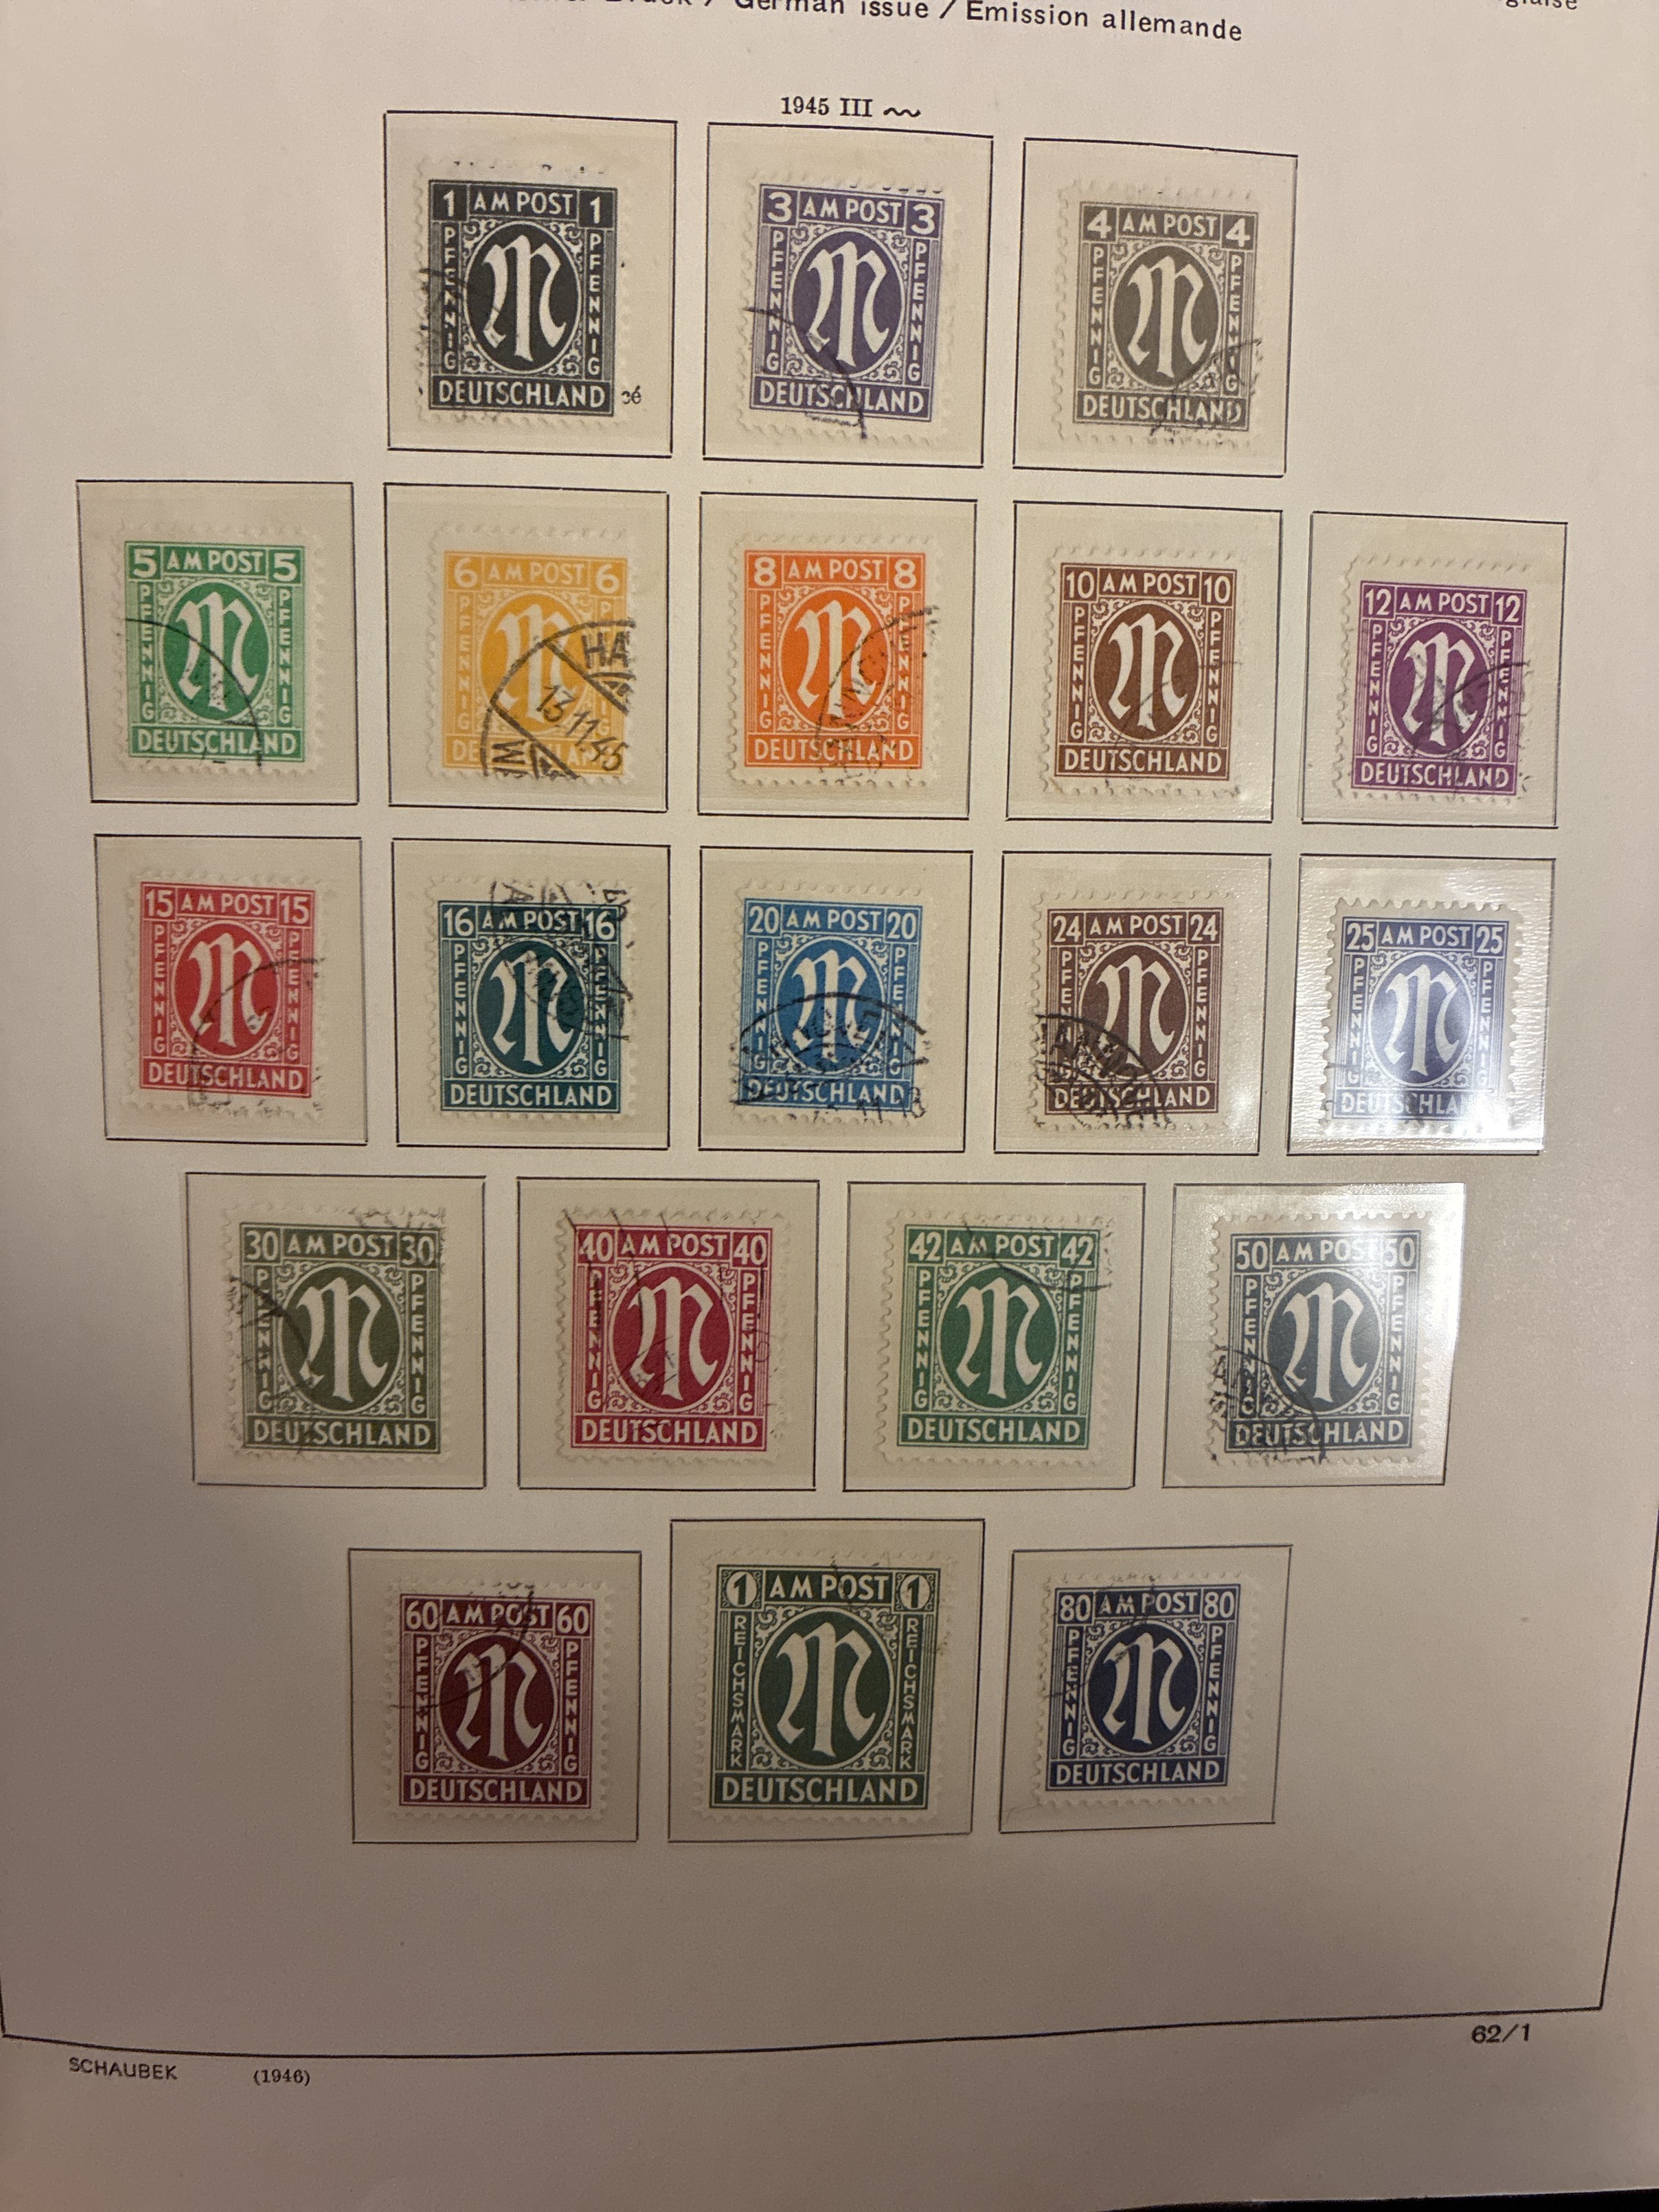 German issue / Emission allemande
1945 III
1 AM POST 1
PFENNIG PFENNIG
M
DEUTSCHLAND
3 AM POST 3
PFENNIG PFENNIG
M
DEUTSCHLAND
4 AM POST 4
PFENNIG PFENNIG
M
DEUTSCHLAND
5 AM POST 5
PFENNIG PFENNIG
M
DEUTSCHLAND
6 AM POST 6
PFENNIG PFENNIG
M
DEUTSCHLAND
HA
13.11.45
8 AM POST 8
PFENNIG PFENNIG
M
DEUTSCHLAND
10 AM POST 10
PFENNIG PFENNIG
M
DEUTSCHLAND
12 AM POST 12
PFENNIG PFENNIG
M
DEUTSCHLAND
15 AM POST 15
PFENNIG PFENNIG
M
DEUTSCHLAND
16 AM POST 16
PFENNIG PFENNIG
M
DEUTSCHLAND
20 AM POST 20
PFENNIG PFENNIG
M
DEUTSCHLAND
24 AM POST 24
PFENNIG PFENNIG
M
DEUTSCHLAND
25 AM POST 25
PFENNIG PFENNIG
M
DEUTSCHLAND
30 AM POST 30
PFENNIG PFENNIG
M
DEUTSCHLAND
40 AM POST 40
PFENNIG PFENNIG
M
DEUTSCHLAND
42 AM POST 42
PFENNIG PFENNIG
M
DEUTSCHLAND
50 AM POST 50
PFENNIG PFENNIG
M
DEUTSCHLAND
60 AM POST 60
PFENNIG PFENNIG
M
DEUTSCHLAND
1 AM POST 1
REICHSMARK REICHSMARK
M
DEUTSCHLAND
80 AM POST 80
PFENNIG PFENNIG
M
DEUTSCHLAND
62/1
SCHAUBEK (1946)